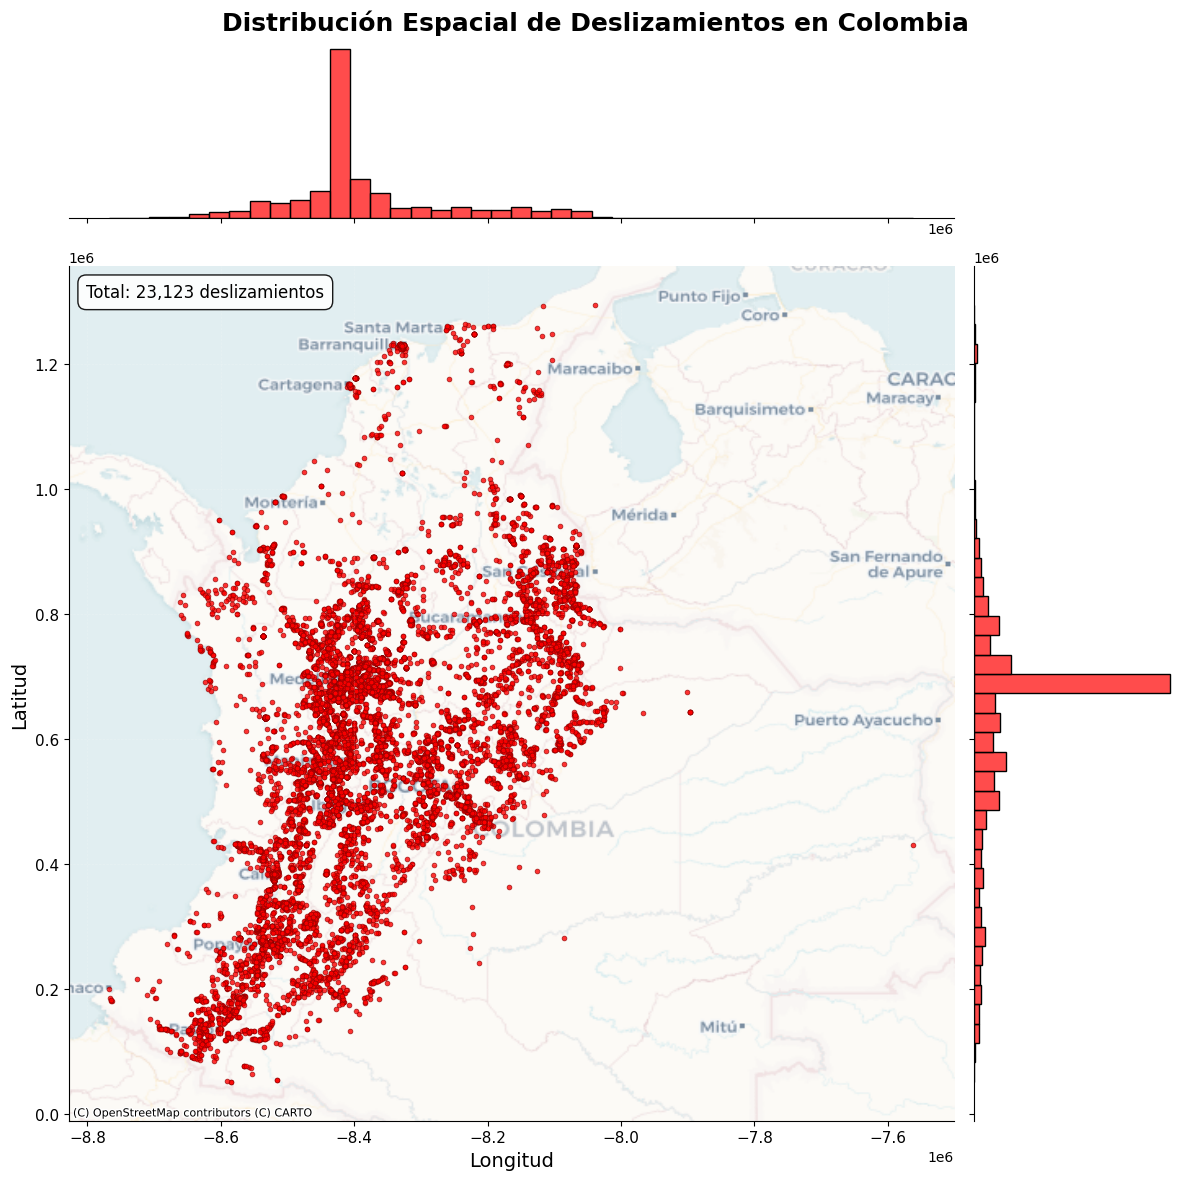 Distribución Espacial de Deslizamientos en Colombia
1e6
1e6
1e6
Total: 23,123 deslizamientos
CURACAO
Punto Fijo
Coro
Santa Marta
Barranquill
Maracaibo
CARAC
Cartagena
Maracay
Barquisimeto
Montería
Mérida
San Fernando
de Apure
Puerto Ayacucho
COLOMBIA
Mitú
naco
1.2
1.0
0.8
0.6
0.4
0.2
0.0
Latitud
(C) OpenStreetMap contributors (C) CARTO
−8.8
−8.6
−8.4
−8.2
−8.0
−7.8
−7.6
Longitud
1e6